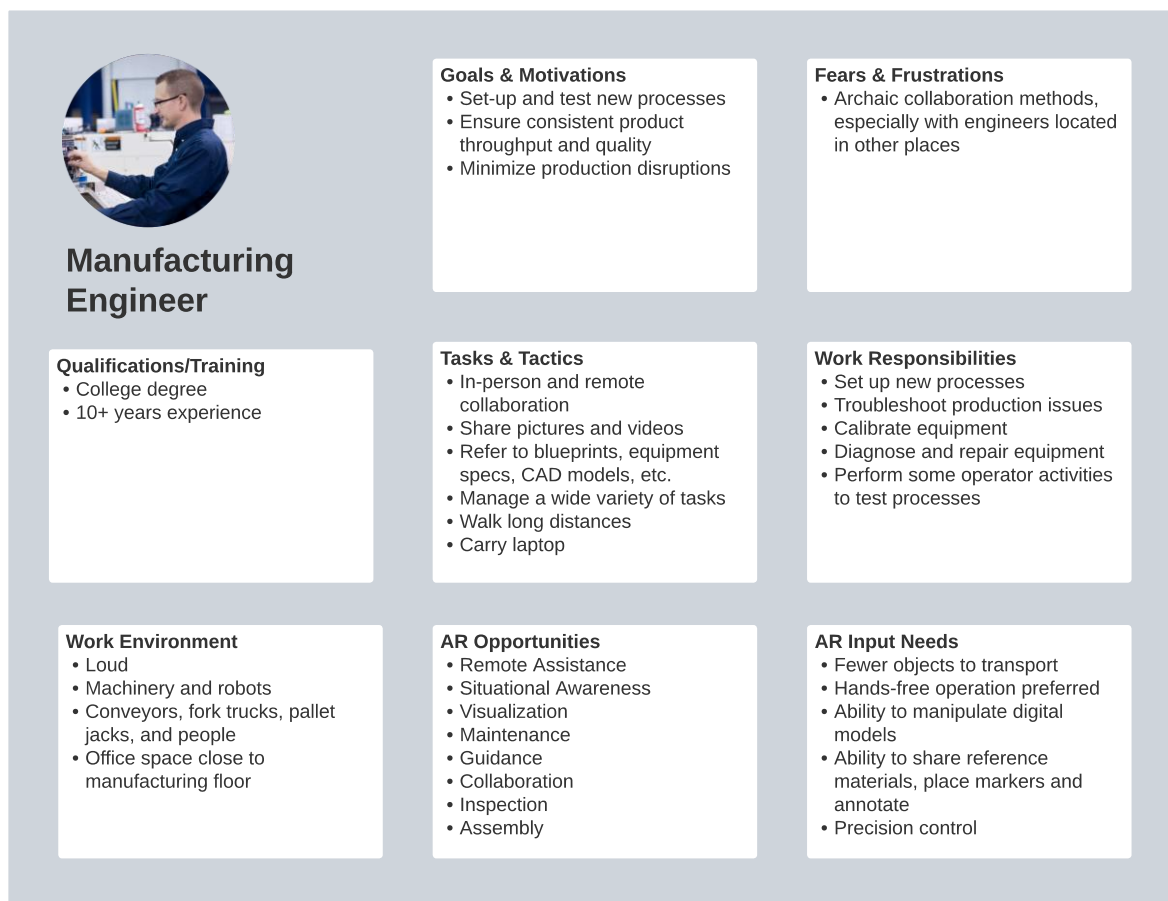 Manufacturing
Engineer
Goals & Motivations
• Set-up and test new processes
• Ensure consistent product
throughput and quality
• Minimize production disruptions
Fears & Frustrations
• Archaic collaboration methods,
especially with engineers located
in other places
Qualifications/Training
• College degree
• 10+ years experience
Tasks & Tactics
• In-person and remote
collaboration
• Share pictures and videos
• Refer to blueprints, equipment
specs, CAD models, etc.
• Manage a wide variety of tasks
• Walk long distances
• Carry laptop
Work Responsibilities
• Set up new processes
• Troubleshoot production issues
• Calibrate equipment
• Diagnose and repair equipment
• Perform some operator activities
to test processes
Work Environment
• Loud
• Machinery and robots
• Conveyors, fork trucks, pallet
jacks, and people
• Office space close to
manufacturing floor
AR Opportunities
• Remote Assistance
• Situational Awareness
• Visualization
• Maintenance
• Guidance
• Collaboration
• Inspection
• Assembly
AR Input Needs
• Fewer objects to transport
• Hands-free operation preferred
• Ability to manipulate digital
models
• Ability to share reference
materials, place markers and
annotate
• Precision control